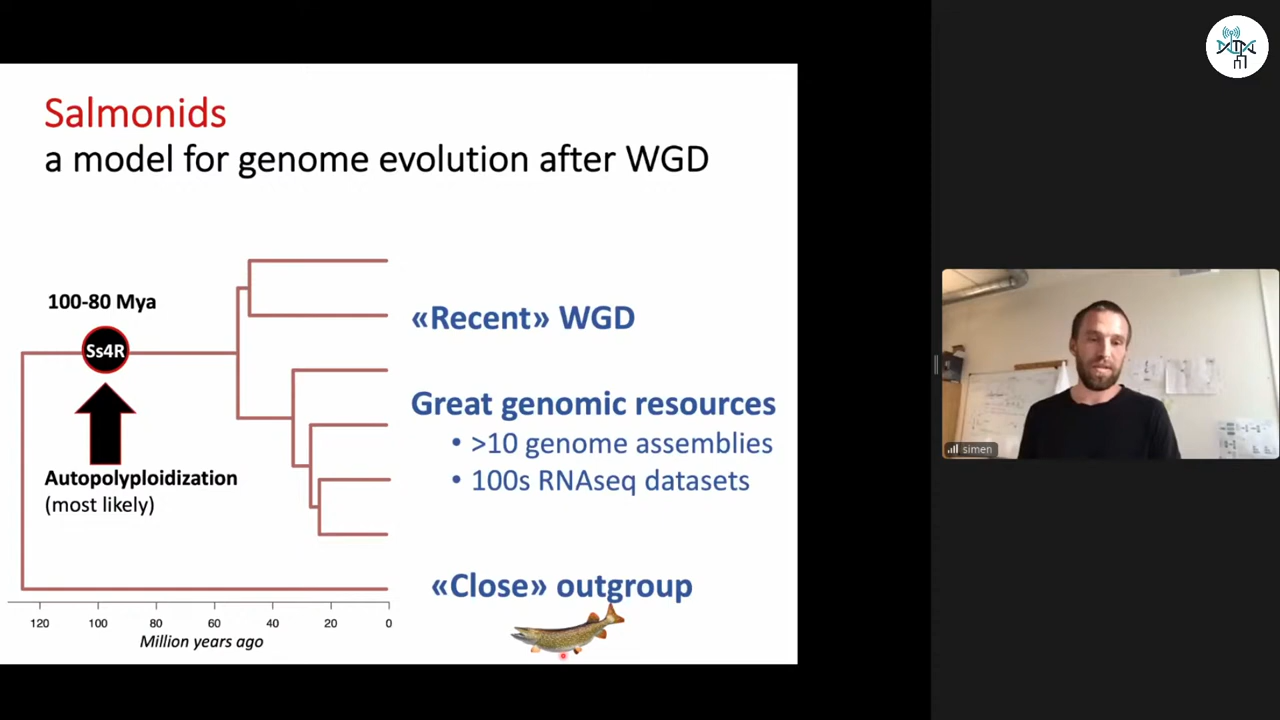 Salmonids
a model for genome evolution after WGD
100-80 Mya
Ss4R
Autopolyploidization
(most likely)
«Recent» WGD
Great genomic resources
• >10 genome assemblies
• 100s RNAseq datasets
«Close» outgroup
120 100 80 60 40 20 0
Million years ago
simen